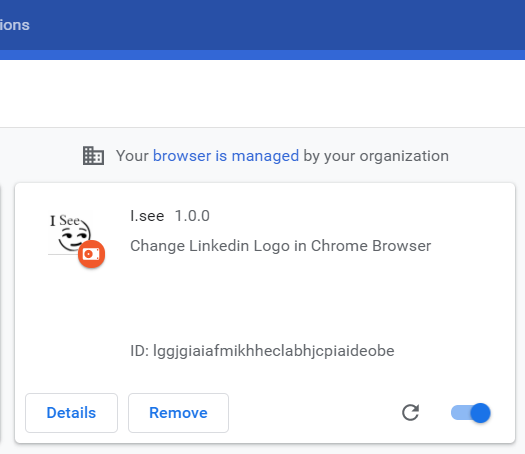 ions
Your browser is managed by your organization
I See
I.see 1.0.0
Change Linkedin Logo in Chrome Browser
ID: lggjgiaiafmikhheclabhjcpiaideobe
Details Remove